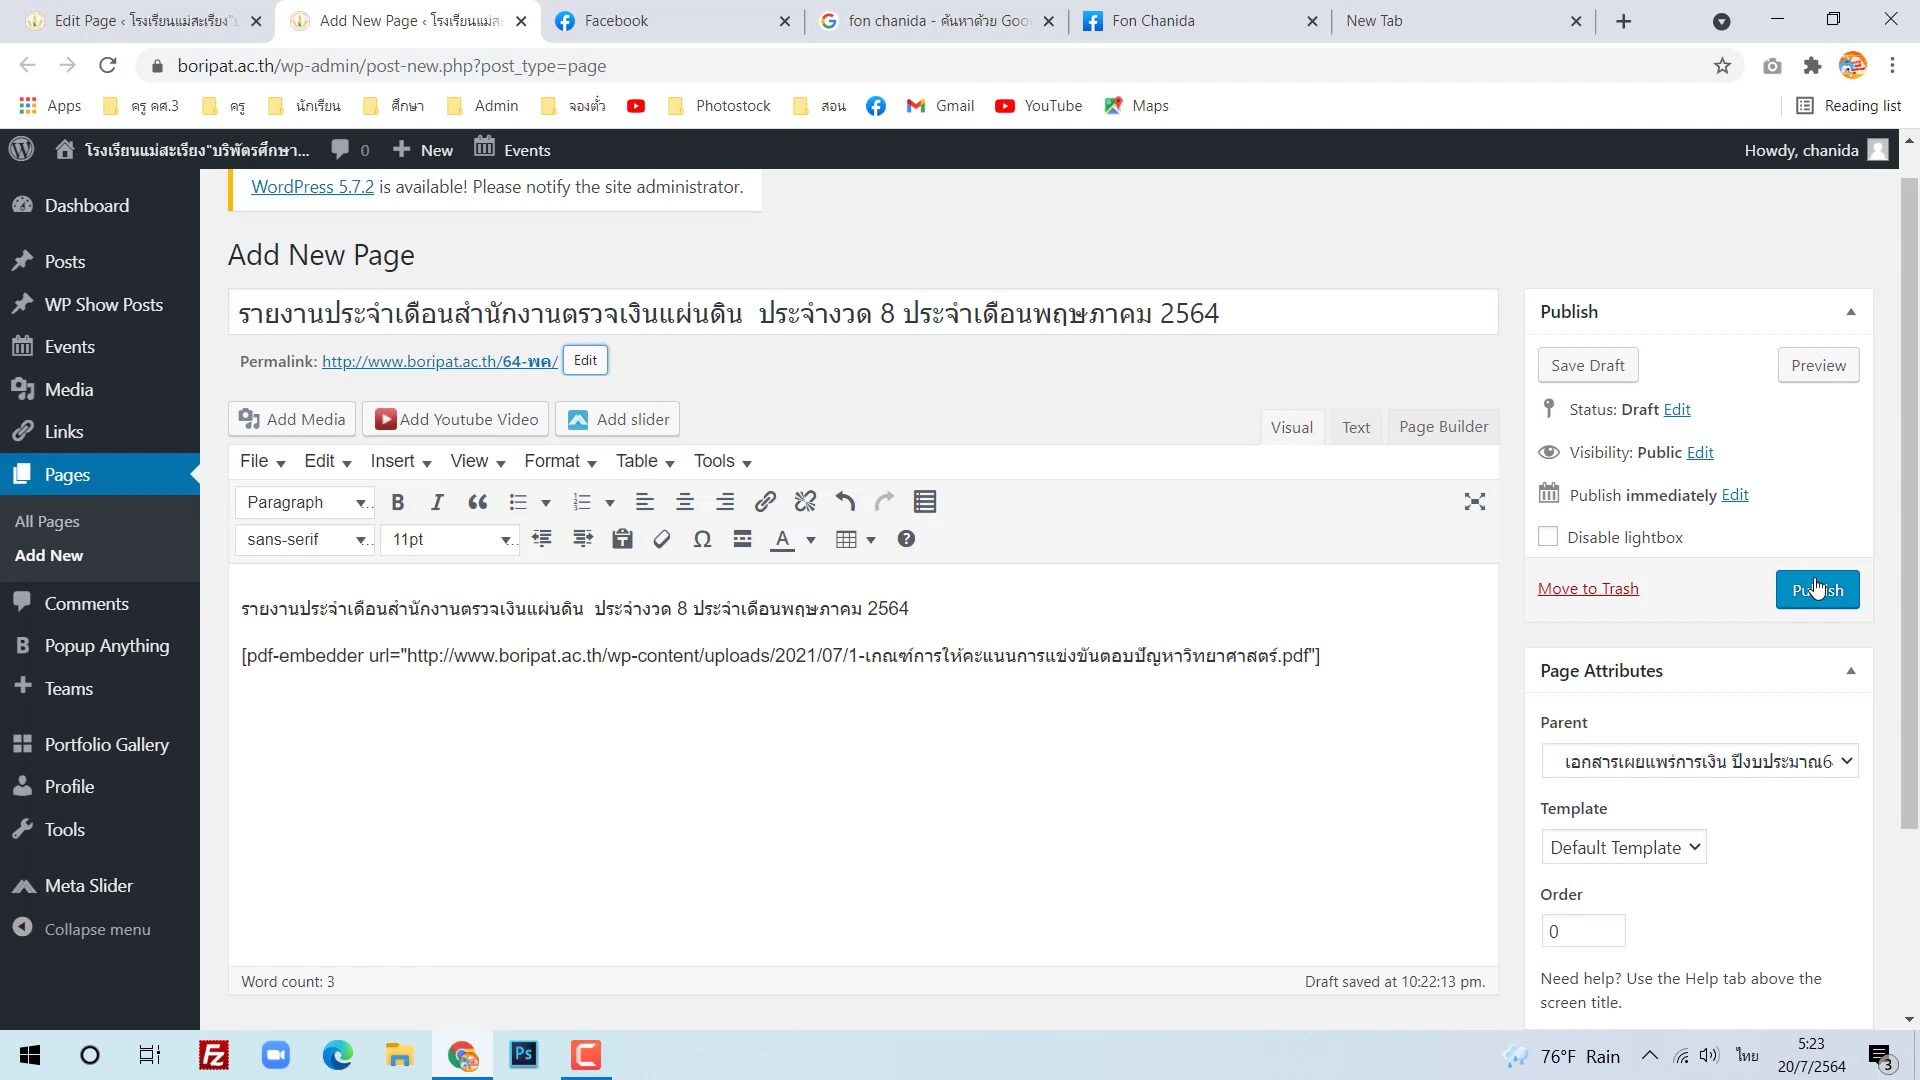 Edit Page ‹ โรงเรียนแม่สะเรียง"
Add New Page ‹ โรงเรียนแม่สะ
Facebook
fon chanida - ค้นหาด้วย Goo
Fon Chanida
New Tab
boripat.ac.th/wp-admin/post-new.php?post_type=page
Apps
ครู คศ.3
ครู
นักเรียน
ศึกษา
Admin
จองตั๋ว
Photostock
สอน
Gmail
YouTube
Maps
Reading list
โรงเรียนแม่สะเรียง"บริพัตรศึกษา...
0
New
Events
Howdy, chanida
Dashboard
Posts
WP Show Posts
Events
Media
Links
Pages
All Pages
Add New
Comments
Popup Anything
Teams
Portfolio Gallery
Profile
Tools
Meta Slider
Collapse menu
WordPress 5.7.2 is available! Please notify the site administrator.
Add New Page
รายงานประจำเดือนสำนักงานตรวจเงินแผ่นดิน ประจำงวด 8 ประจำเดือนพฤษภาคม 2564
Permalink: http://www.boripat.ac.th/64-พค/ Edit
Add Media
Add Youtube Video
Add slider
Visual
Text
Page Builder
File Edit Insert View Format Table Tools
Paragraph
sans-serif
11pt
รายงานประจำเดือนสำนักงานตรวจเงินแผ่นดิน ประจำงวด 8 ประจำเดือนพฤษภาคม 2564
[pdf-embedder url="http://www.boripat.ac.th/wp-content/uploads/2021/07/1-เกณฑ์การให้คะแนนการแข่งขันตอบปัญหาวิทยาศาสตร์.pdf"]
Word count: 3
Draft saved at 10:22:13 pm.
Publish
Save Draft
Preview
Status: Draft Edit
Visibility: Public Edit
Publish immediately Edit
Disable lightbox
Move to Trash
Publish
Page Attributes
Parent
เอกสารเผยแพร่การเงิน ปีงบประมาณ6
Template
Default Template
Order
0
Need help? Use the Help tab above the
screen title.
Fz
Ps
76°F Rain
ไทย
5:23
20/7/2564
3